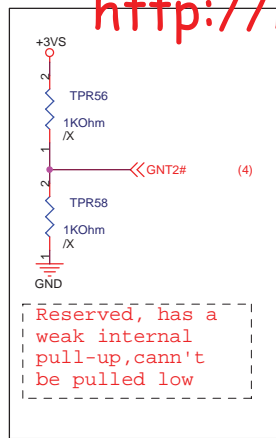 http://
+3VS
2
TPR56
1KOhm
/X
1
GNT2# (4)
2
TPR58
1KOhm
/X
1
GND
Reserved, has a
weak internal
pull-up,cann't
be pulled low